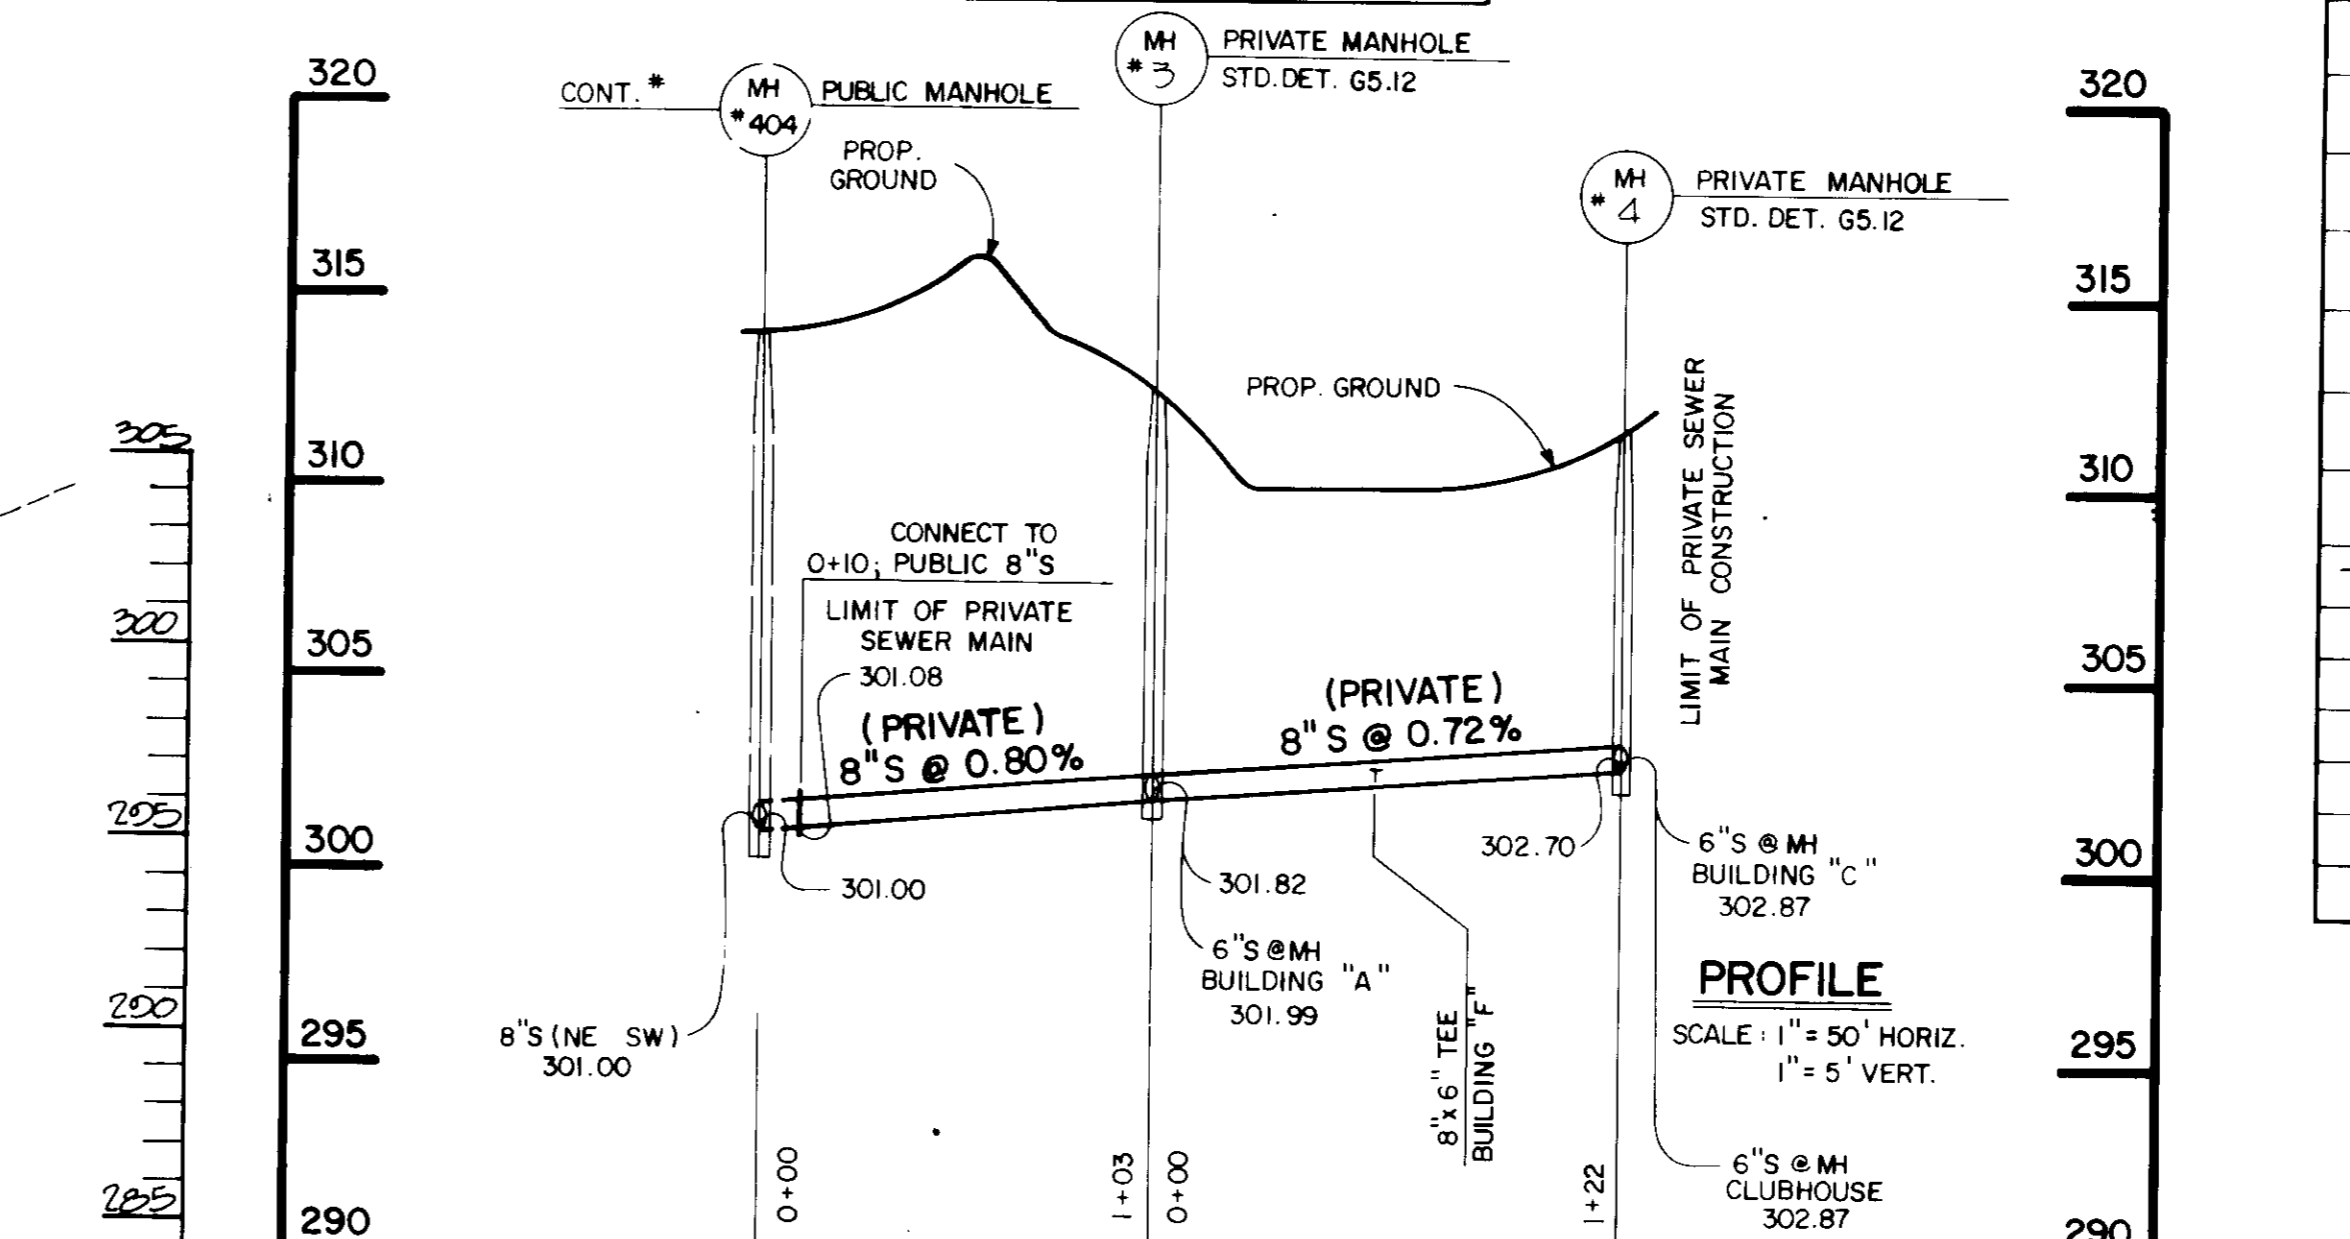 MH
#3
PRIVATE MANHOLE
STD. DET. G5.12
CONT. #
MH
#404
PUBLIC MANHOLE
MH
#4
PRIVATE MANHOLE
STD. DET. G5.12
PROP.
GROUND
PROP. GROUND
320
315
310
305
300
295
290
305
300
295
290
285
320
315
310
305
300
295
290
CONNECT TO
0+10; PUBLIC 8"S
LIMIT OF PRIVATE
SEWER MAIN
301.08
(PRIVATE)
8"S @ 0.80%
(PRIVATE)
8"S @ 0.72%
LIMIT OF PRIVATE SEWER
MAIN CONSTRUCTION
301.00
301.82
302.70
6"S @ MH
BUILDING "C"
302.87
6"S @ MH
BUILDING "A"
301.99
8"S (NE SW)
301.00
8"x6" TEE
BUILDING "F"
PROFILE
SCALE: 1"=50' HORIZ.
1"=5' VERT.
6"S @ MH
CLUBHOUSE
302.87
0+00
1+03
0+00
1+22